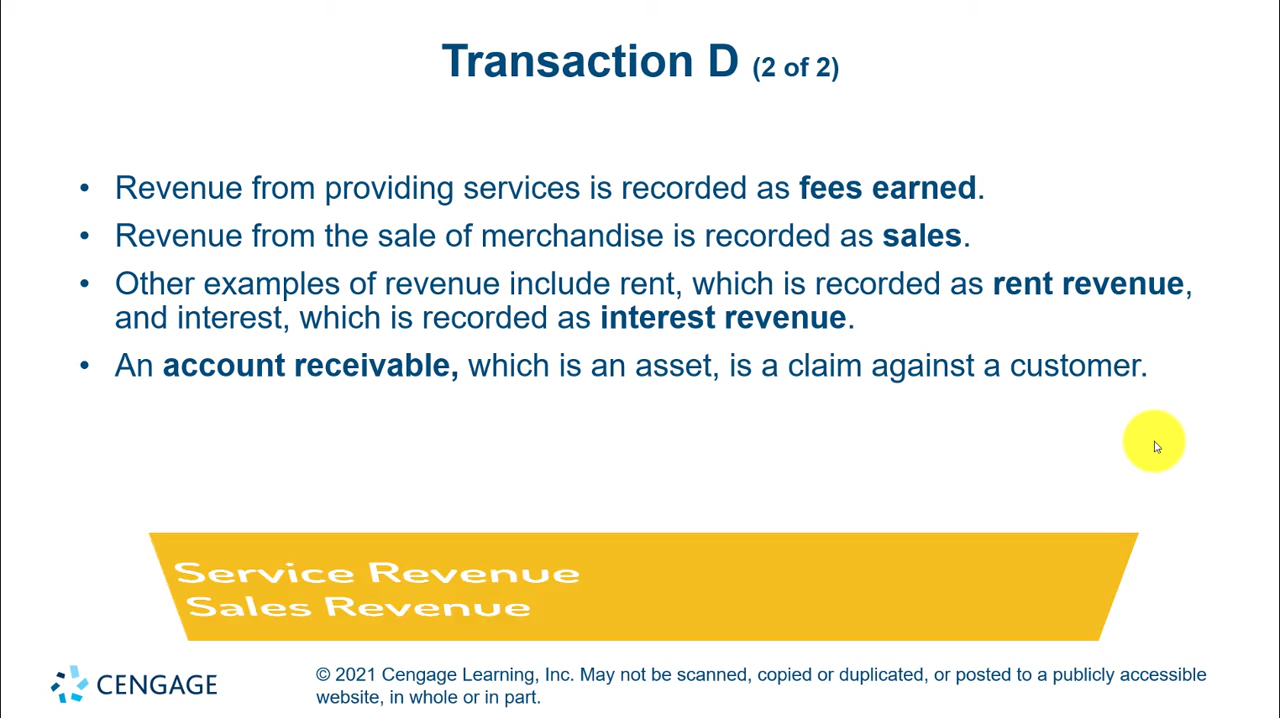 Transaction D (2 of 2)
• Revenue from providing services is recorded as fees earned.
• Revenue from the sale of merchandise is recorded as sales.
• Other examples of revenue include rent, which is recorded as rent revenue,
and interest, which is recorded as interest revenue.
• An account receivable, which is an asset, is a claim against a customer.
Service Revenue
Sales Revenue
CENGAGE
© 2021 Cengage Learning, Inc. May not be scanned, copied or duplicated, or posted to a publicly accessible
website, in whole or in part.